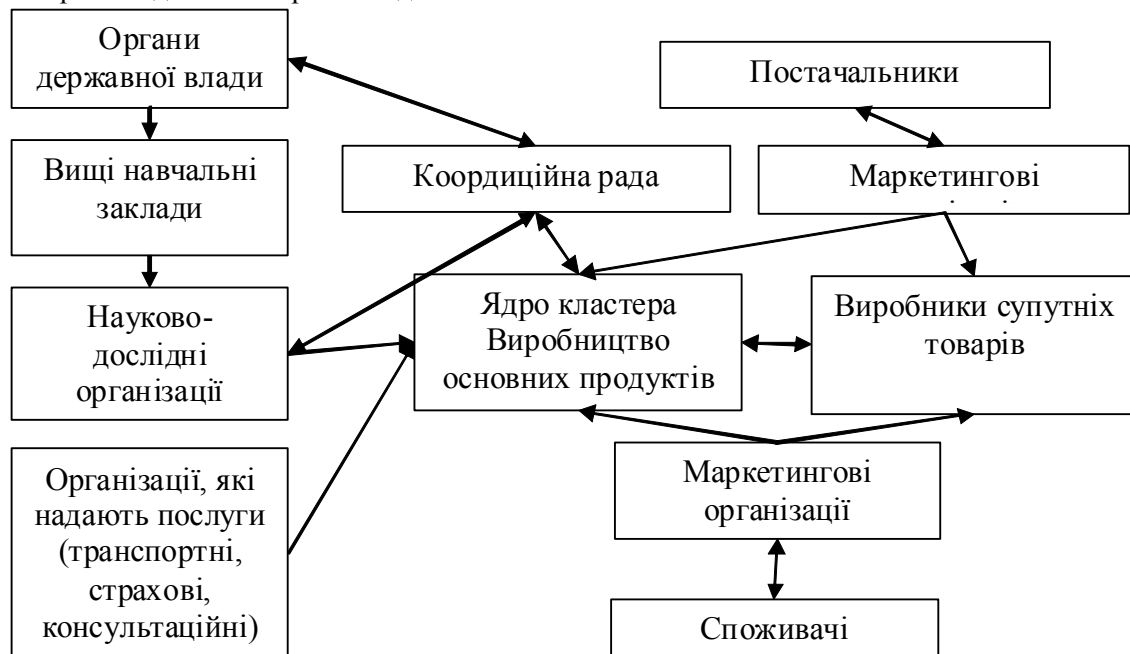 Органи
державної влади
Постачальники
Вищі навчальні
заклади
Координційна рада
Маркетингові
Науково-
дослідні
організації
Ядро кластера
Виробництво
основних продуктів
Виробники супутніх
товарів
Організації, які
надають послуги
(транспортні,
страхові,
консультаційні)
Маркетингові
організації
Споживачі